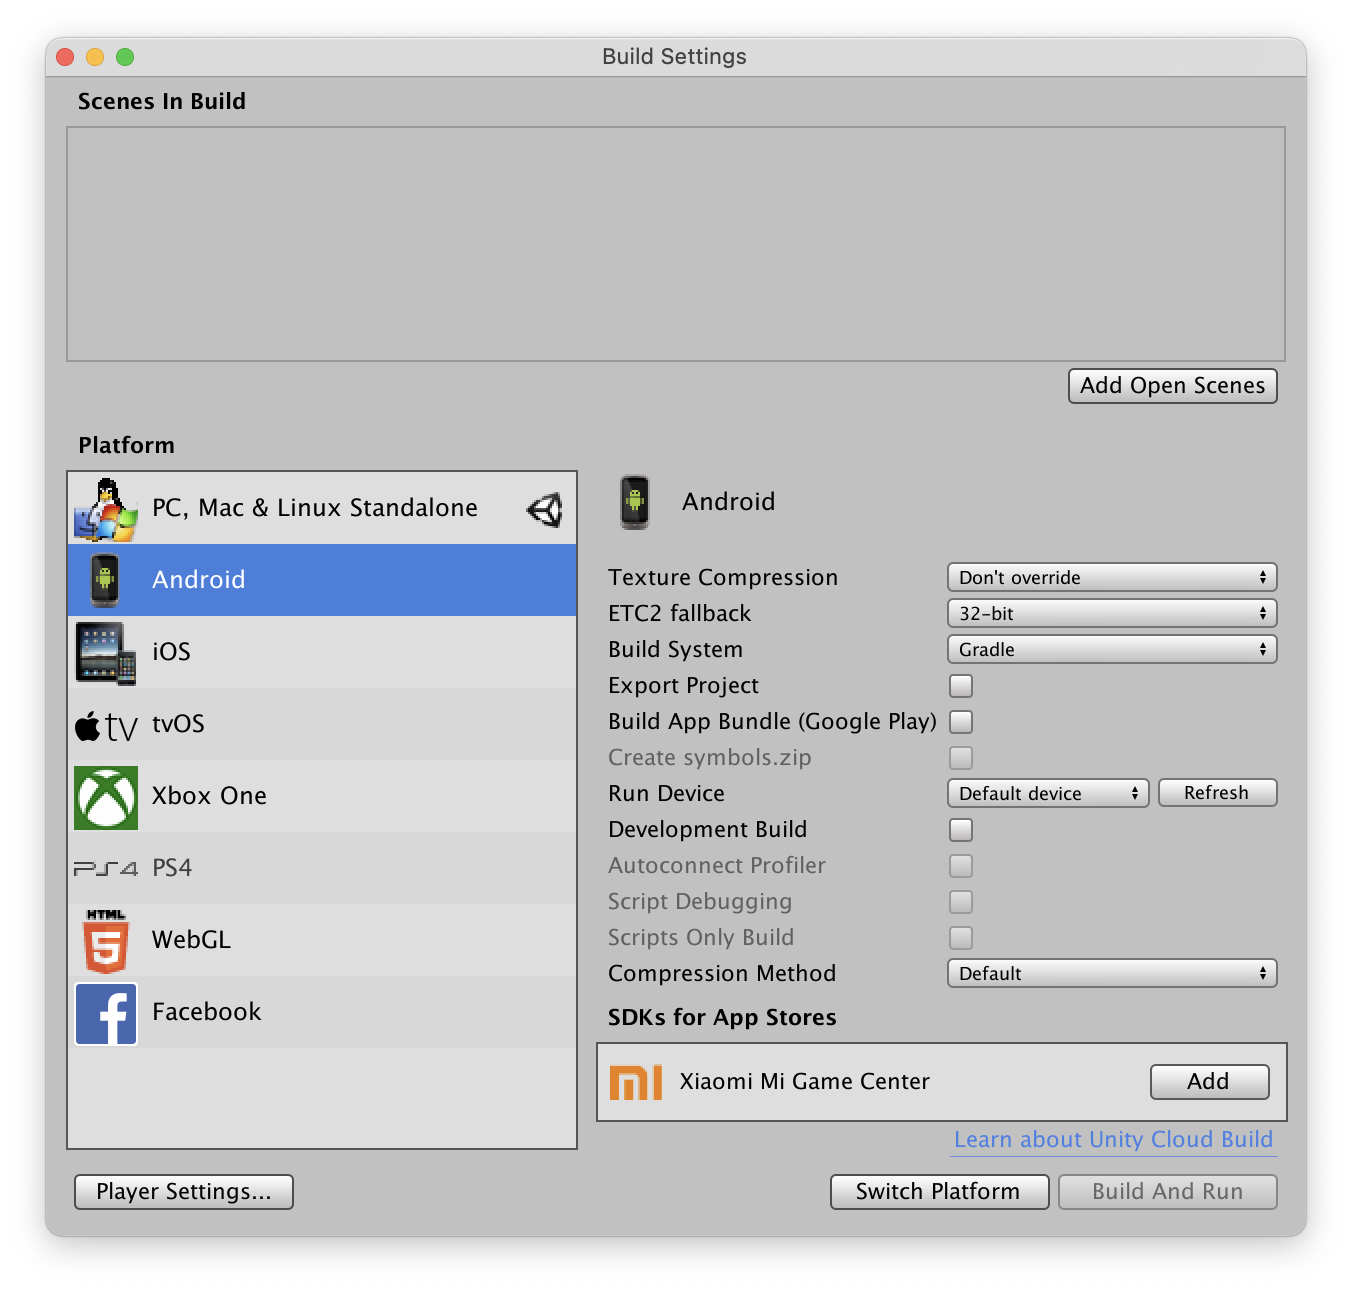 Build Settings
Scenes In Build
Add Open Scenes
Platform
PC, Mac & Linux Standalone
Android
iOS
tv tvOS
Xbox One
PS4 PS4
HTML
5 WebGL
f Facebook
Android
Texture Compression Don't override
ETC2 fallback 32-bit
Build System Gradle
Export Project
Build App Bundle (Google Play)
Create symbols.zip
Run Device Default device Refresh
Development Build
Autoconnect Profiler
Script Debugging
Scripts Only Build
Compression Method Default
SDKs for App Stores
mi Xiaomi Mi Game Center Add
Learn about Unity Cloud Build
Player Settings... Switch Platform Build And Run